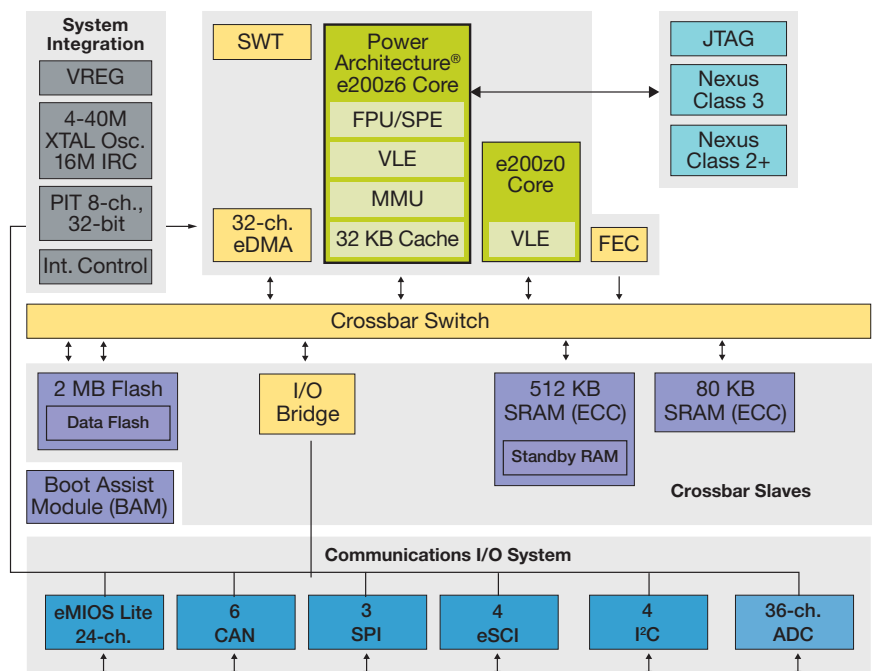 System
Integration
VREG
4-40M
XTAL Osc.
16M IRC
PIT 8-ch.,
32-bit
Int. Control
SWT
32-ch.
eDMA
Power
Architecture®
e200z6 Core
FPU/SPE
VLE
MMU
32 KB Cache
e200z0
Core
VLE
FEC
JTAG
Nexus
Class 3
Nexus
Class 2+
Crossbar Switch
2 MB Flash
Data Flash
I/O
Bridge
512 KB
SRAM (ECC)
Standby RAM
80 KB
SRAM (ECC)
Boot Assist
Module (BAM)
Crossbar Slaves
Communications I/O System
eMIOS Lite
24-ch.
6
CAN
3
SPI
4
eSCI
4
I²C
36-ch.
ADC